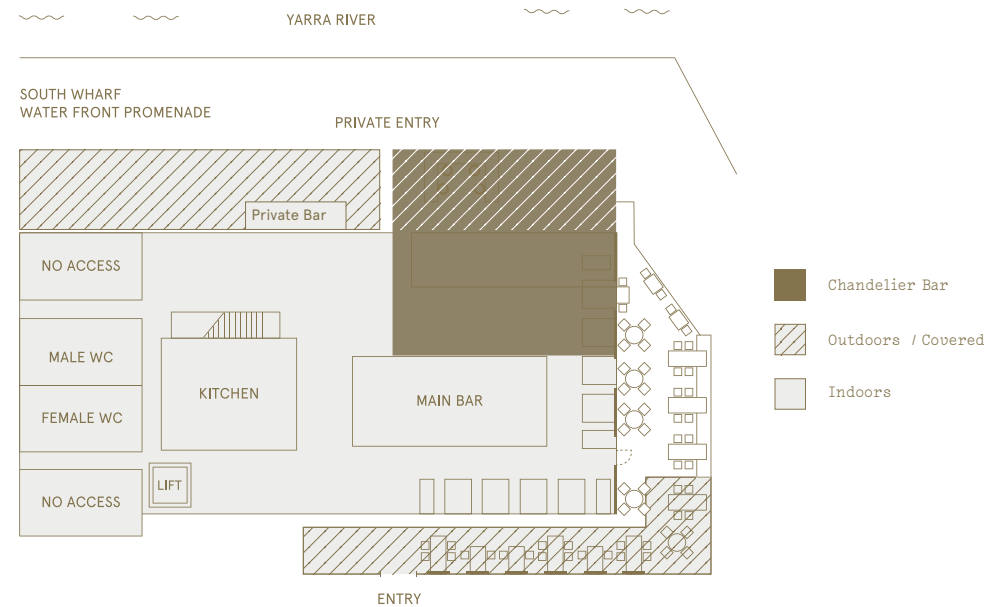 YARRA RIVER
SOUTH WHARF
WATER FRONT PROMENADE
PRIVATE ENTRY
Private Bar
NO ACCESS
MALE WC
FEMALE WC
NO ACCESS
KITCHEN
LIFT
MAIN BAR
ENTRY
Chandelier Bar
Outdoors / Covered
Indoors